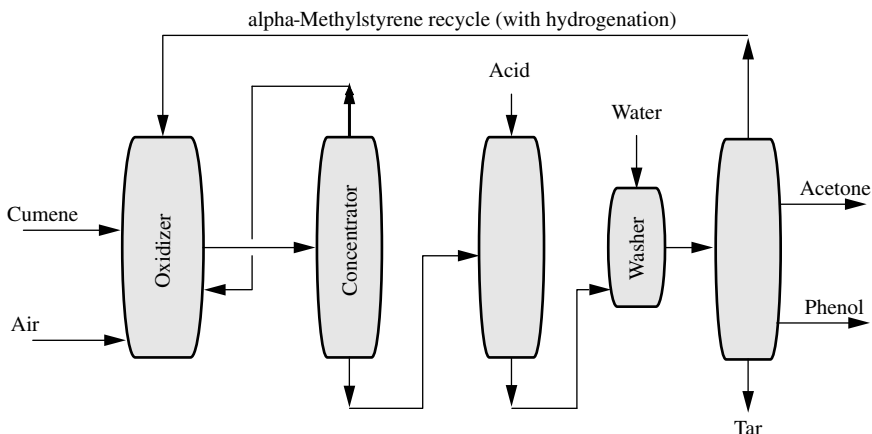 alpha-Methylstyrene recycle (with hydrogenation)
Acid
Water
Acetone
Cumene
Oxidizer
Concentrator
Washer
Phenol
Air
Tar